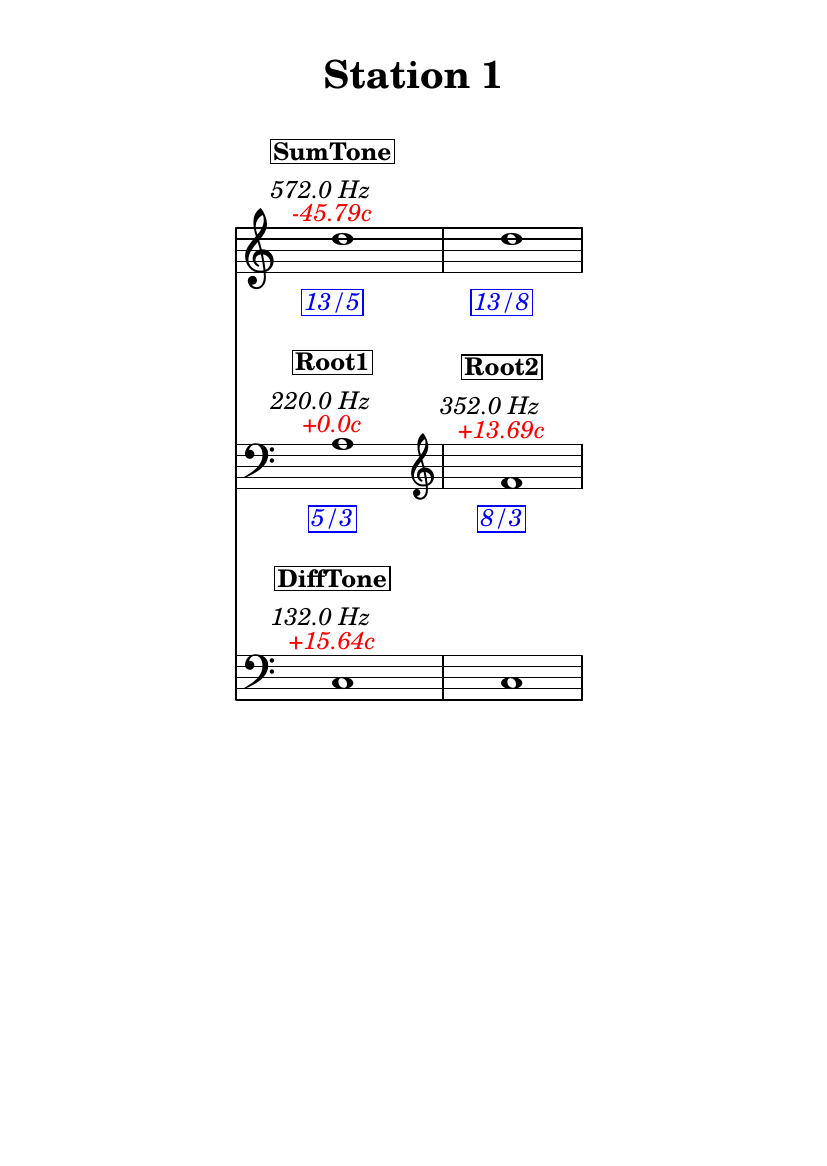 Station 1
SumTone
572.0 Hz
-45.79c
13/5 13/8
Root1 Root2
220.0 Hz 352.0 Hz
+0.0c +13.69c
5/3 8/3
DiffTone
132.0 Hz
+15.64c